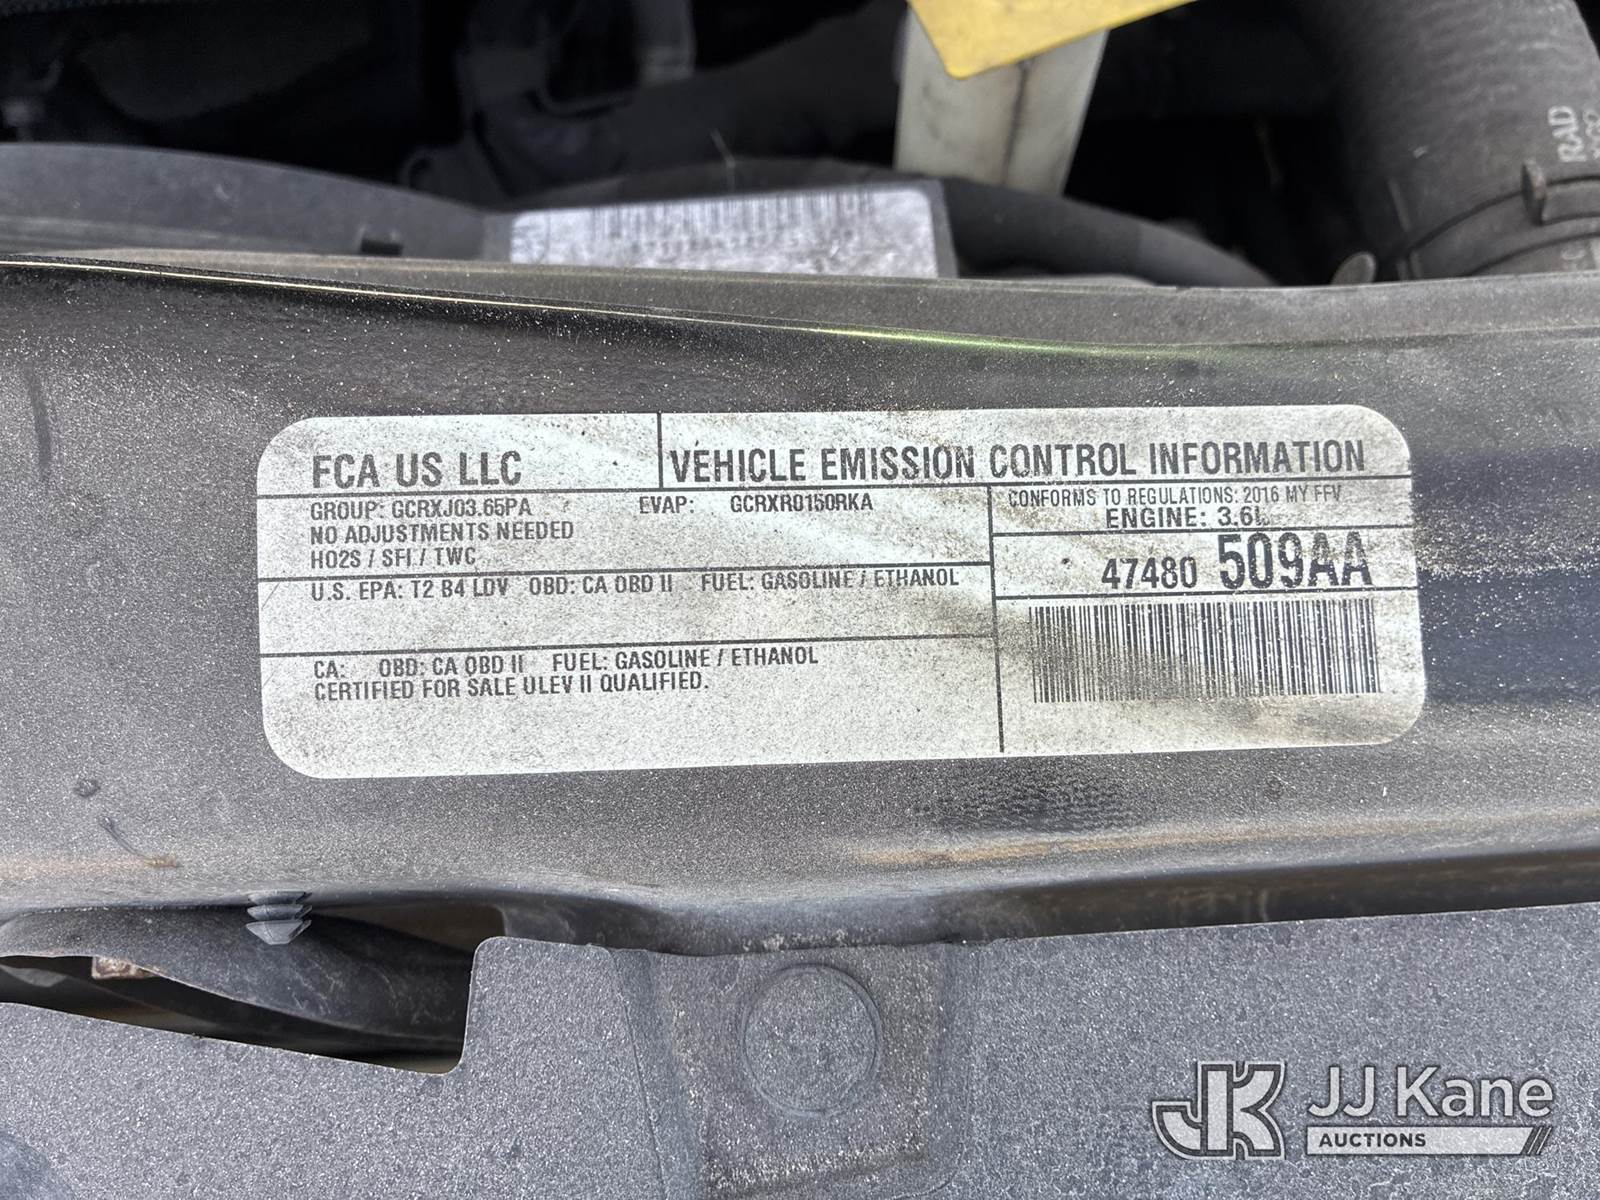 RAD
FCA US LLC
VEHICLE EMISSION CONTROL INFORMATION
GROUP: GCRXJ03.65PA EVAP: GCRXR0150RKA
NO ADJUSTMENTS NEEDED
HO2S / SFI / TWC
CONFORMS TO REGULATIONS: 2016 MY FFV
ENGINE: 3.6L
47480 509AA
U.S. EPA: T2 B4 LDV OBD: CA OBD II FUEL: GASOLINE / ETHANOL
CA: OBD: CA OBD II FUEL: GASOLINE / ETHANOL
CERTIFIED FOR SALE ULEV II QUALIFIED.
JK JJ Kane
AUCTIONS